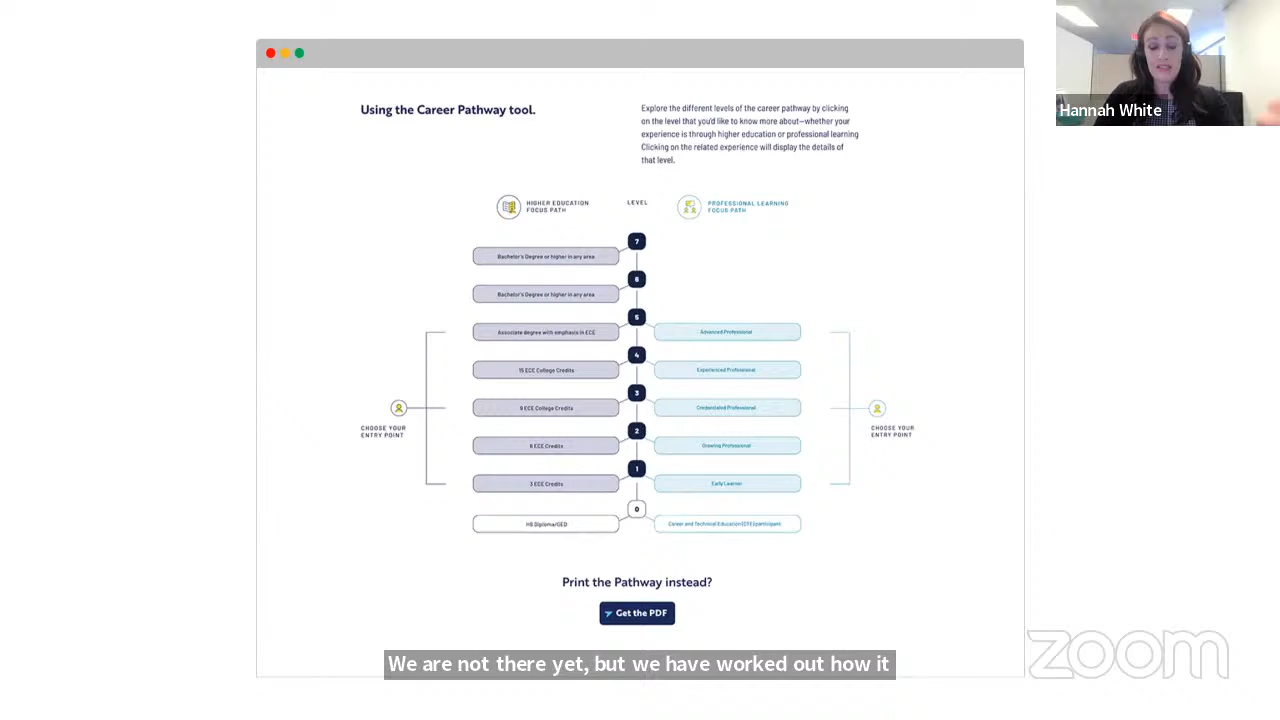 Hannah White
Using the Career Pathway tool.
Explore the different levels of the career pathway by clicking
on the level that you'd like to know more about—whether your
experience is through higher education or professional learning
Clicking on the related experience will display the details of
that level.
HIGHER EDUCATION
FOCUS PATH
LEVEL
PROFESSIONAL LEARNING
FOCUS PATH
7
Bachelor's Degree or higher in any area
6
Bachelor's Degree or higher in any area
5
Associate degree with emphasis in ECE
Advanced Professional
4
15 ECE College Credits
Experienced Professional
3
9 ECE College Credits
Credentialed Professional
CHOOSE YOUR
ENTRY POINT
CHOOSE YOUR
ENTRY POINT
2
6 ECE Credits
Growing Professional
1
3 ECE Credits
Early Learner
0
HS Diploma/GED
Career and Technical Education (CTE) participant
Print the Pathway instead?
Get the PDF
We are not there yet, but we have worked out how it
zoom